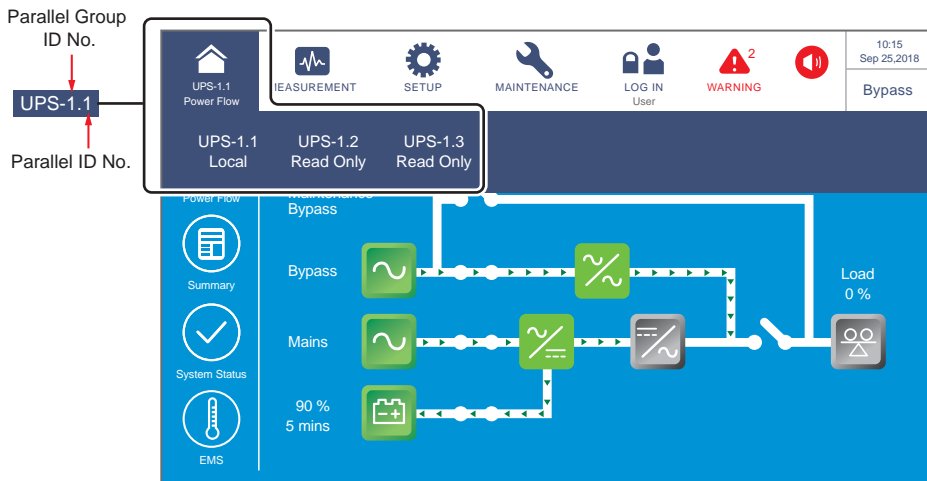 Parallel Group
ID No.
UPS-1.1
Parallel ID No.
UPS-1.1
Power Flow
MEASUREMENT
SETUP
MAINTENANCE
LOG IN
User
2
WARNING
10:15
Sep 25,2018
Bypass
UPS-1.1
Local
UPS-1.2
Read Only
UPS-1.3
Read Only
Power Flow
Summary
System Status
EMS
Maintenance
Bypass
Bypass
Mains
90 %
5 mins
Load
0 %